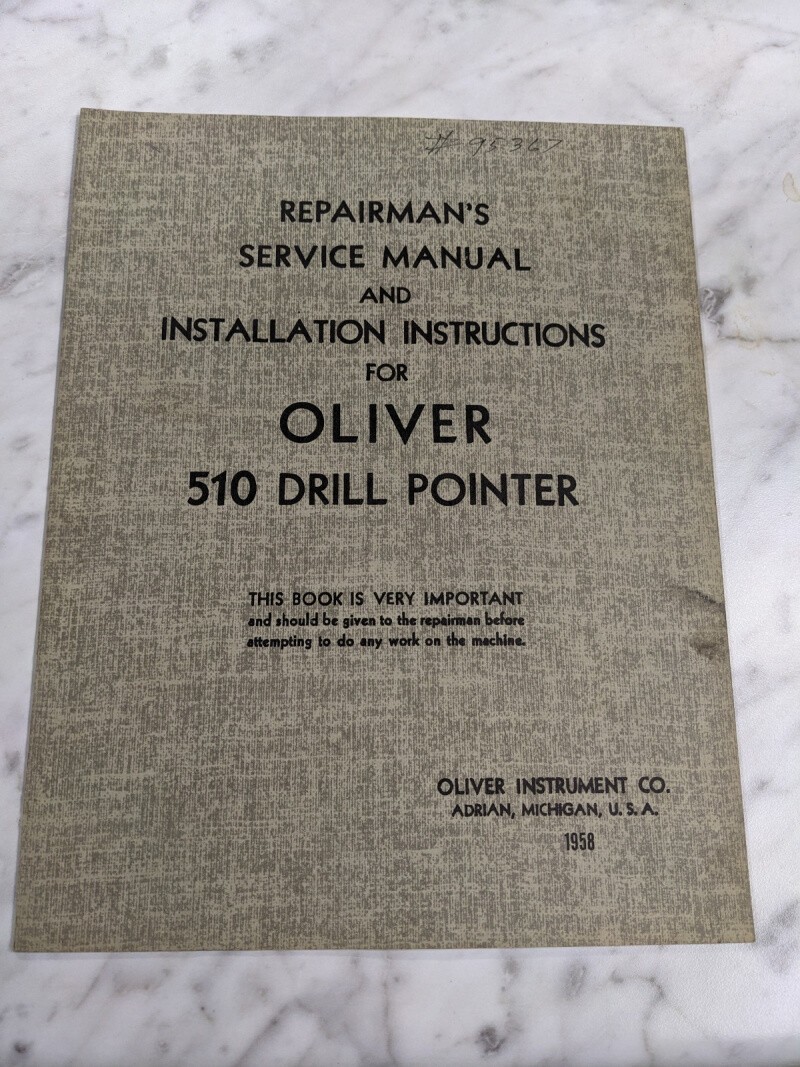 # 95367
REPAIRMAN'S
SERVICE MANUAL
AND
INSTALLATION INSTRUCTIONS
FOR
OLIVER
510 DRILL POINTER
THIS BOOK IS VERY IMPORTANT
and should be given to the repairman before
attempting to do any work on the machine.
OLIVER INSTRUMENT CO.
ADRIAN, MICHIGAN, U. S. A.
1958